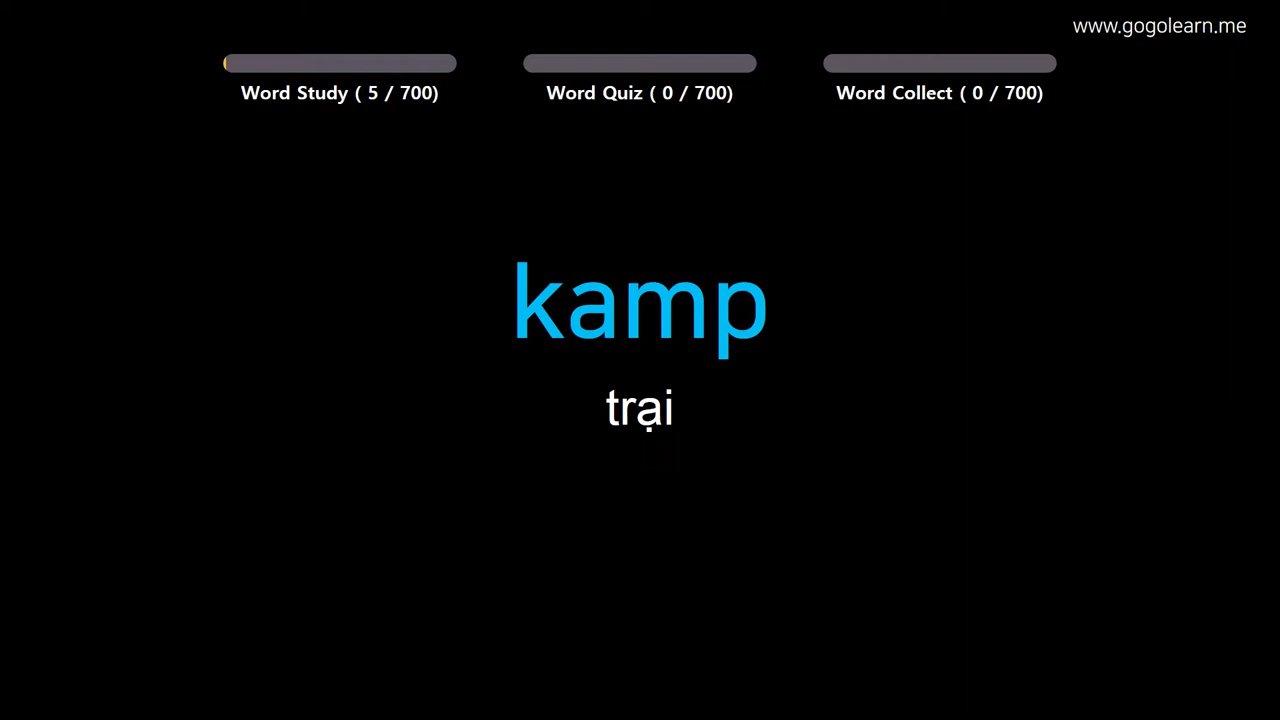 www.gogolearn.me
Word Study ( 5 / 700)
Word Quiz ( 0 / 700)
Word Collect ( 0 / 700)
kamp
trại